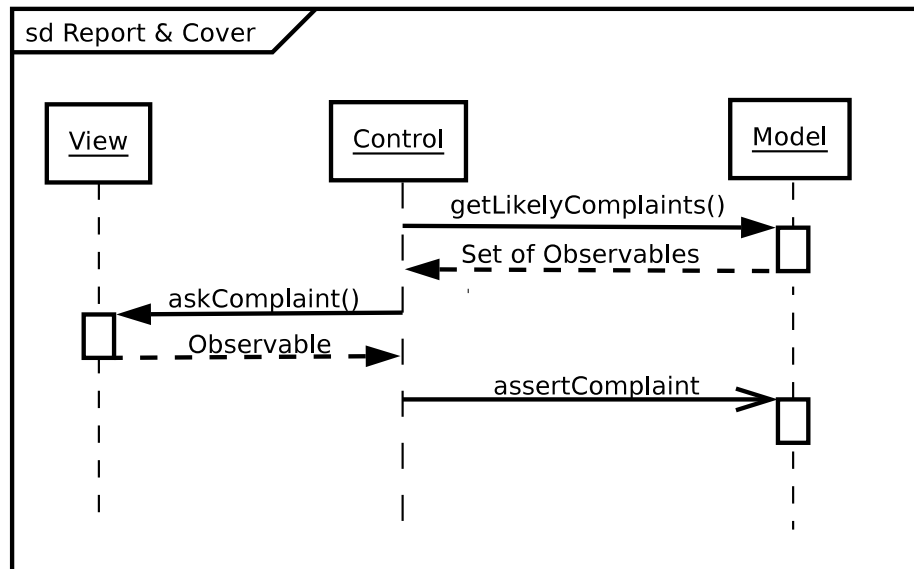 sd Report & Cover
View
Control
Model
getLikelyComplaints()
Set of Observables
askComplaint()
Observable
assertComplaint